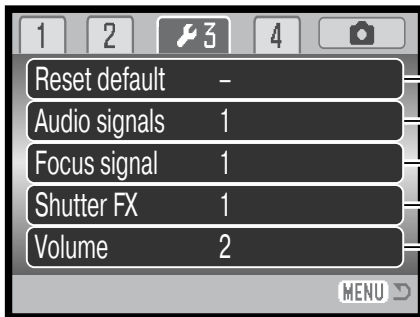 1 2 3 4
Reset default –
Audio signals 1
Focus signal 1
Shutter FX 1
Volume 2
MENU